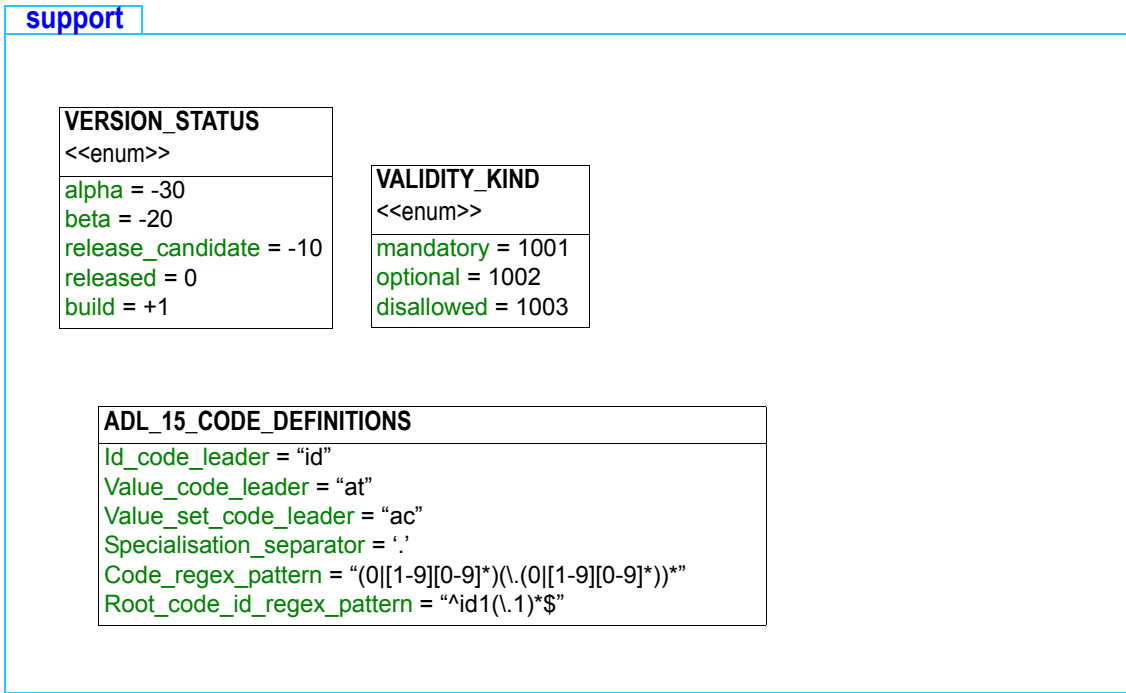 support
VERSION_STATUS
<<enum>>
alpha = -30
beta = -20
release_candidate = -10
released = 0
build = +1
VALIDITY_KIND
<<enum>>
mandatory = 1001
optional = 1002
disallowed = 1003
ADL_15_CODE_DEFINITIONS
Id_code_leader = “id”
Value_code_leader = “at”
Value_set_code_leader = “ac”
Specialisation_separator = ‘.’
Code_regex_pattern = “(0|[1-9][0-9]*)(\.(0|[1-9][0-9]*))*”
Root_code_id_regex_pattern = “^id1(\.1)*$”